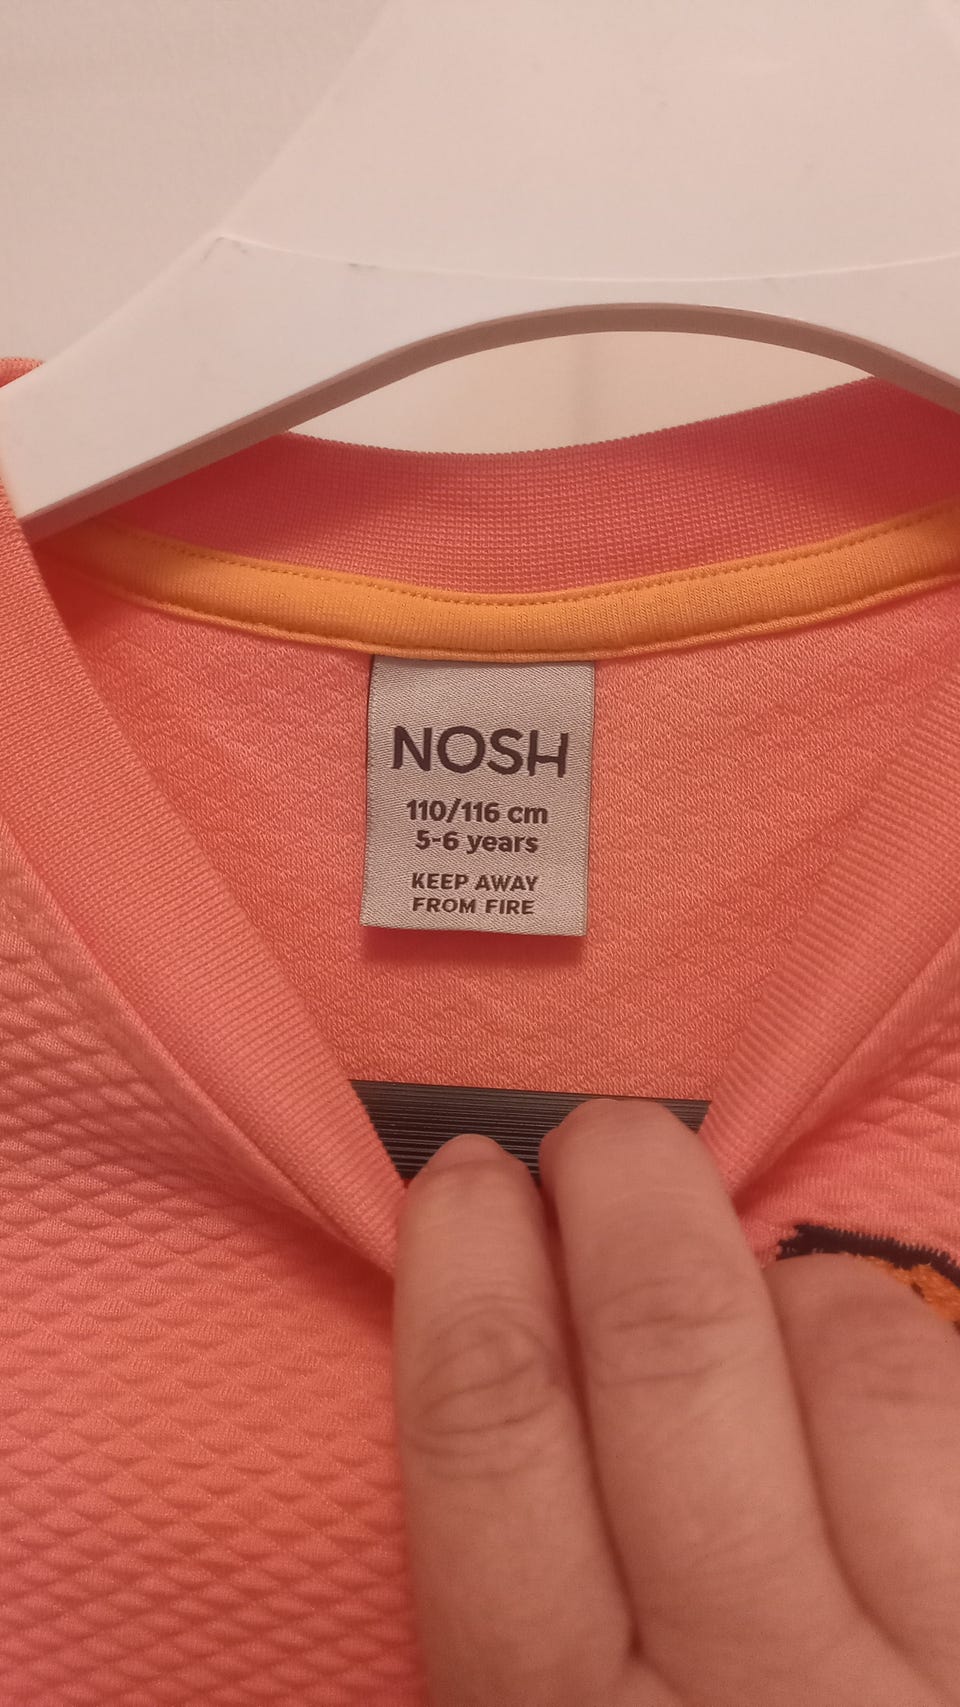 NOSH
110/116 cm
5-6 years
KEEP AWAY
FROM FIRE